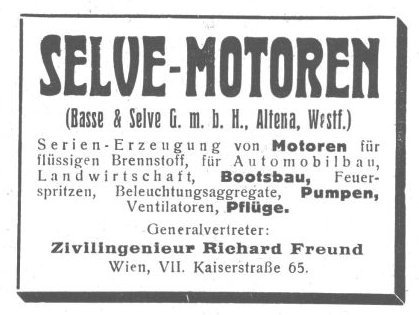 SELVE-MOTOREN
(Basse & Selve G. m. b. H., Altena, Westf.)
Serien-Erzeugung von Motoren für
flüssigen Brennstoff, für Automobilbau,
Landwirtschaft, Bootsbau, Feuer-
spritzen, Beleuchtungsaggregate, Pumpen,
Ventilatoren, Pflüge.
Generalvertreter:
Zivilingenieur Richard Freund
Wien, VII. Kaiserstraße 65.